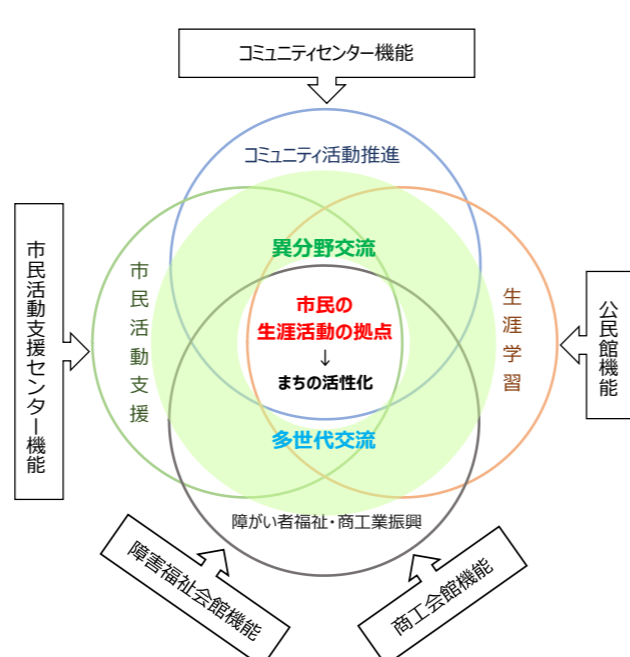 コミュニティセンター機能
コミュニティ活動推進
異分野交流
市民活動支援センター機能
市民活動支援
市民の
生涯活動の拠点
↓
まちの活性化
生涯学習
公民館機能
多世代交流
障がい者福祉・商工業振興
障害福祉会館機能
商工会館機能